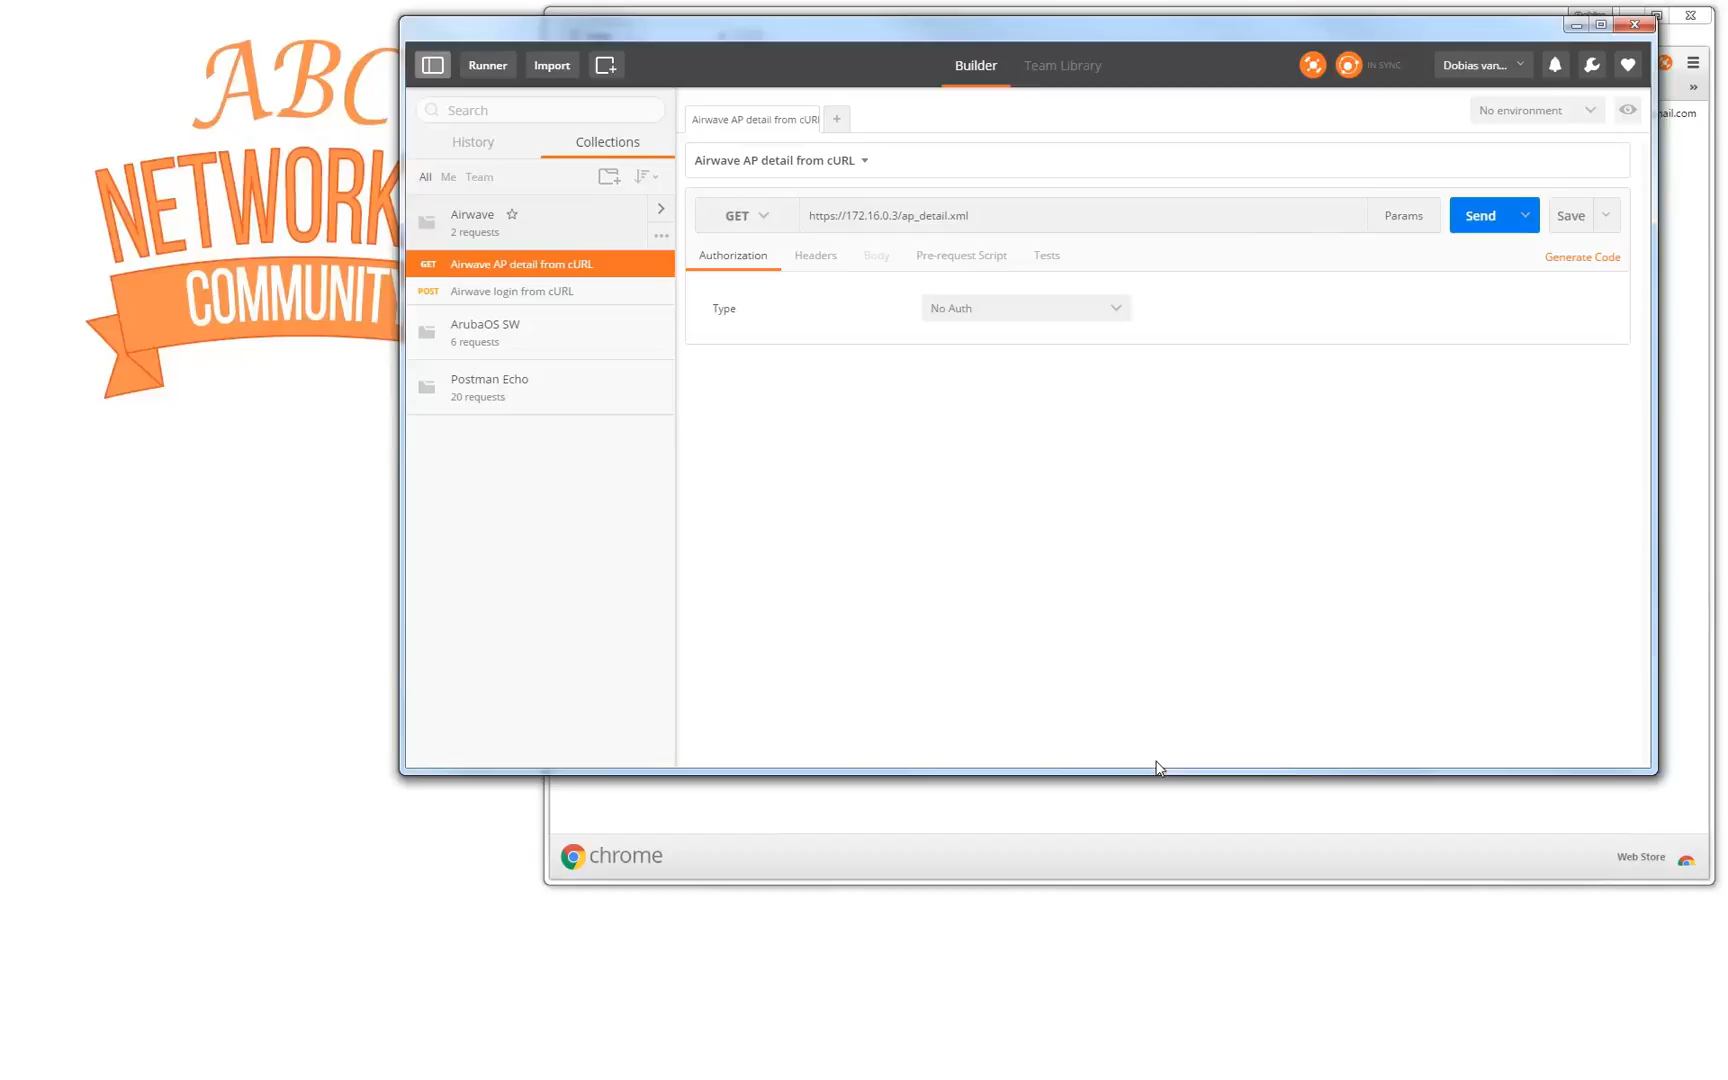 ABC
NETWORK
COMMUNITY
Runner
Import
Builder
Team Library
IN SYNC
Dobias van...
Search
History
Collections
All
Me
Team
Airwave
2 requests
GET Airwave AP detail from cURL
POST Airwave login from cURL
ArubaOS SW
6 requests
Postman Echo
20 requests
Airwave AP detail from cURL
No environment
Airwave AP detail from cURL
GET
https://172.16.0.3/ap_detail.xml
Params
Send
Save
Authorization
Headers
Body
Pre-request Script
Tests
Generate Code
Type
No Auth
»
ail.com
chrome
Web Store